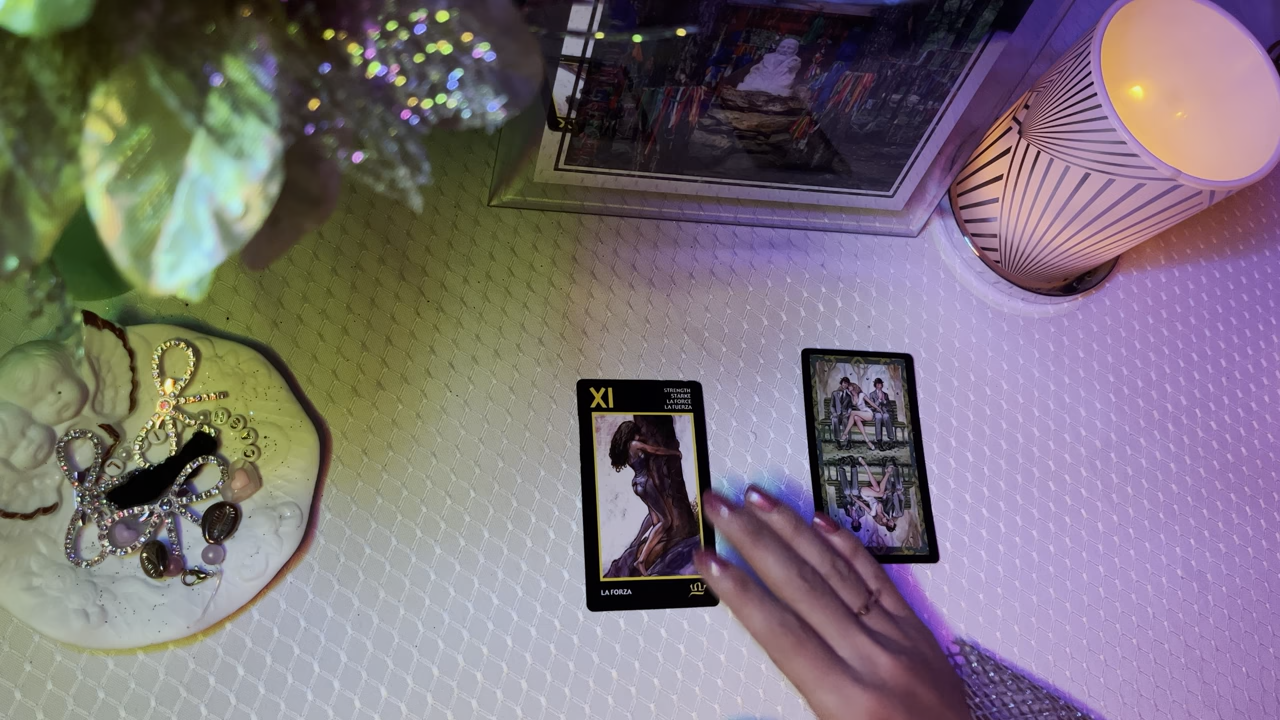 XI
STRENGTH
STÄRKE
LA FORCE
LA FUERZA
LA FORZA